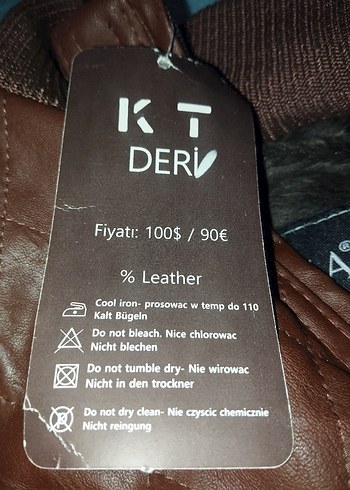 K T
DERİ
Fiyatı: 100$ / 90€
% Leather
Cool iron- prosowac w temp do 110
Kalt Bügeln
Do not bleach. Nice chlorowac
Nicht blechen
Do not tumble dry- Nie wirowac
Nicht in den trockner
Do not dry clean- Nie czyscic chemicznie
Nicht reingung
A